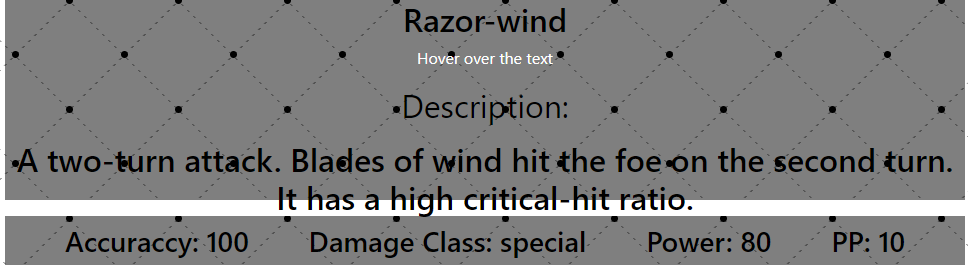 Razor-wind
Hover over the text
Description:
A two-turn attack. Blades of wind hit the foe on the second turn.
It has a high critical-hit ratio.
Accuraccy: 100 Damage Class: special Power: 80 PP: 10